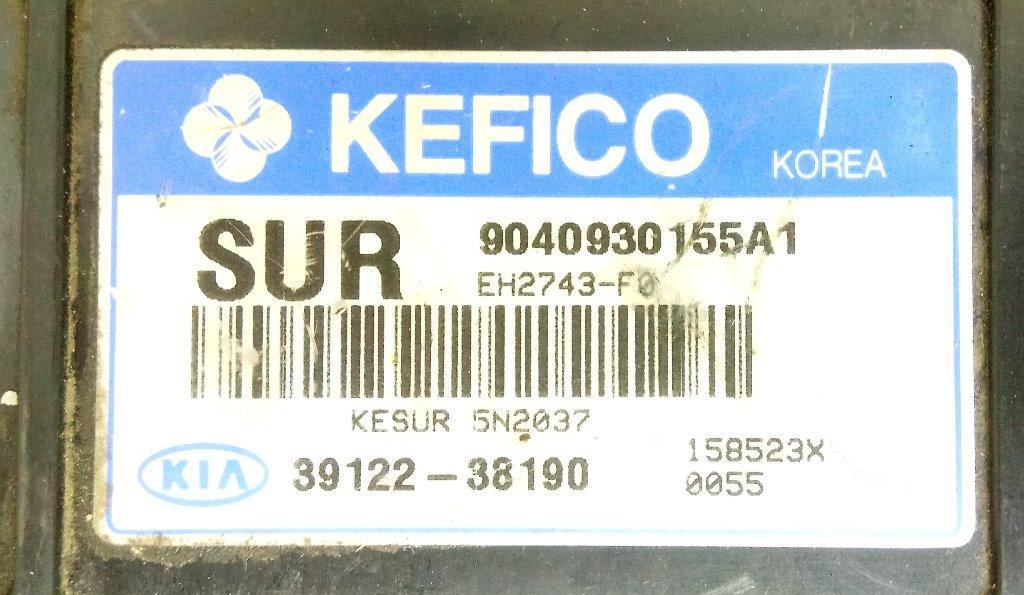 KEFICO KOREA
SUR 9040930155A1
EH2743-F0
KESUR 5N2037
KIA 39122-38190
158523X
0055